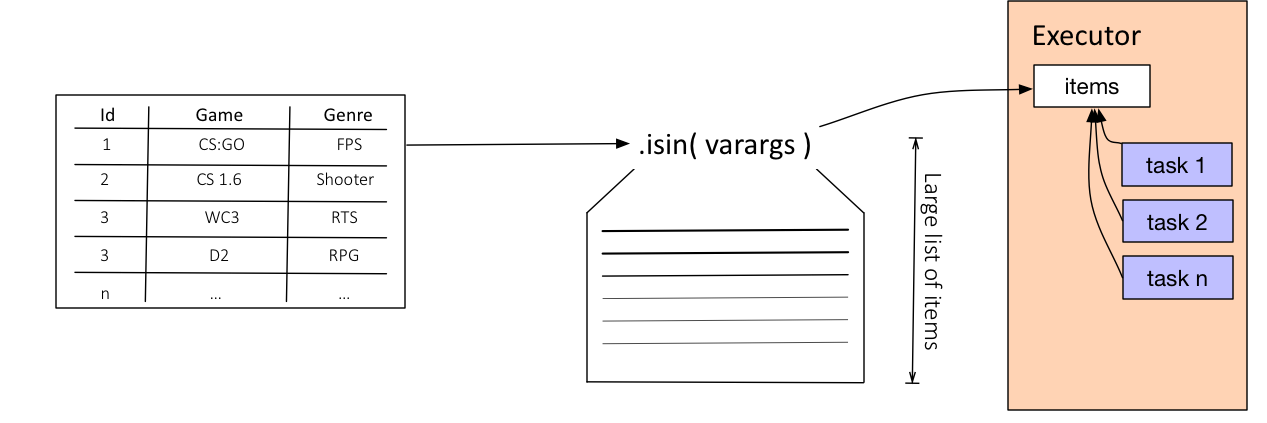 Id Game Genre
1 CS:GO FPS
2 CS 1.6 Shooter
3 WC3 RTS
3 D2 RPG
n ... ...
.isin( varargs )
Large list of items
Executor
items
task 1
task 2
task n